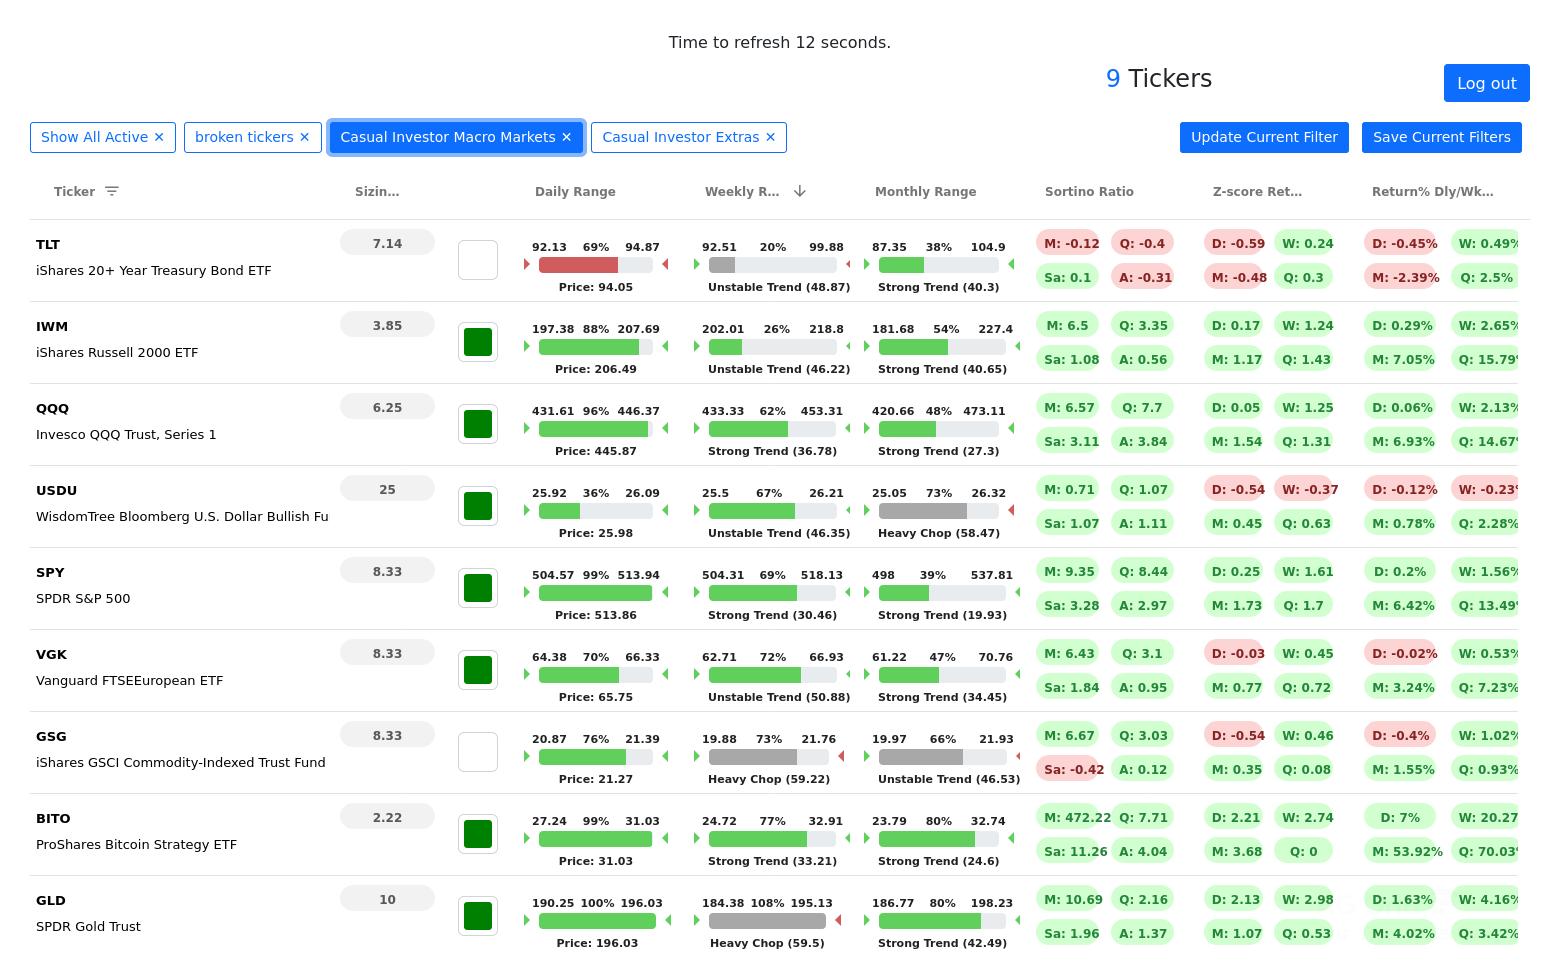 Time to refresh 12 seconds.
9 Tickers
Log out
Show All Active ✕ broken tickers ✕ Casual Investor Macro Markets ✕ Casual Investor Extras ✕ Update Current Filter Save Current Filters
Ticker Sizin... Daily Range Weekly R... Monthly Range Sortino Ratio Z-score Ret... Return% Dly/Wk...
TLT 7.14 M: -0.12 Q: -0.4 D: -0.59 W: 0.24 D: -0.45% W: 0.49%
92.13 69% 94.87 92.51 20% 99.88 87.35 38% 104.9
iShares 20+ Year Treasury Bond ETF Sa: 0.1 A: -0.31 M: -0.48 Q: 0.3 M: -2.39% Q: 2.5%
Price: 94.05 Unstable Trend (48.87) Strong Trend (40.3)
IWM 3.85 M: 6.5 Q: 3.35 D: 0.17 W: 1.24 D: 0.29% W: 2.65%
197.38 88% 207.69 202.01 26% 218.8 181.68 54% 227.4
iShares Russell 2000 ETF Sa: 1.08 A: 0.56 M: 1.17 Q: 1.43 M: 7.05% Q: 15.79%
Price: 206.49 Unstable Trend (46.22) Strong Trend (40.65)
QQQ 6.25 M: 6.57 Q: 7.7 D: 0.05 W: 1.25 D: 0.06% W: 2.13%
431.61 96% 446.37 433.33 62% 453.31 420.66 48% 473.11
Invesco QQQ Trust, Series 1 Sa: 3.11 A: 3.84 M: 1.54 Q: 1.31 M: 6.93% Q: 14.67%
Price: 445.87 Strong Trend (36.78) Strong Trend (27.3)
USDU 25 M: 0.71 Q: 1.07 D: -0.54 W: -0.37 D: -0.12% W: -0.23%
25.92 36% 26.09 25.5 67% 26.21 25.05 73% 26.32
WisdomTree Bloomberg U.S. Dollar Bullish Fu Sa: 1.07 A: 1.11 M: 0.45 Q: 0.63 M: 0.78% Q: 2.28%
Price: 25.98 Unstable Trend (46.35) Heavy Chop (58.47)
SPY 8.33 M: 9.35 Q: 8.44 D: 0.25 W: 1.61 D: 0.2% W: 1.56%
504.57 99% 513.94 504.31 69% 518.13 498 39% 537.81
SPDR S&P 500 Sa: 3.28 A: 2.97 M: 1.73 Q: 1.7 M: 6.42% Q: 13.49%
Price: 513.86 Strong Trend (30.46) Strong Trend (19.93)
VGK 8.33 M: 6.43 Q: 3.1 D: -0.03 W: 0.45 D: -0.02% W: 0.53%
64.38 70% 66.33 62.71 72% 66.93 61.22 47% 70.76
Vanguard FTSEEuropean ETF Sa: 1.84 A: 0.95 M: 0.77 Q: 0.72 M: 3.24% Q: 7.23%
Price: 65.75 Unstable Trend (50.88) Strong Trend (34.45)
GSG 8.33 M: 6.67 Q: 3.03 D: -0.54 W: 0.46 D: -0.4% W: 1.02%
20.87 76% 21.39 19.88 73% 21.76 19.97 66% 21.93
iShares GSCI Commodity-Indexed Trust Fund Sa: -0.42 A: 0.12 M: 0.35 Q: 0.08 M: 1.55% Q: 0.93%
Price: 21.27 Heavy Chop (59.22) Unstable Trend (46.53)
BITO 2.22 M: 472.22 Q: 7.71 D: 2.21 W: 2.74 D: 7% W: 20.27
27.24 99% 31.03 24.72 77% 32.91 23.79 80% 32.74
ProShares Bitcoin Strategy ETF Sa: 11.26 A: 4.04 M: 3.68 Q: 0 M: 53.92% Q: 70.03%
Price: 31.03 Strong Trend (33.21) Strong Trend (24.6)
GLD 10 M: 10.69 Q: 2.16 D: 2.13 W: 2.98 D: 1.63% W: 4.16%
190.25 100% 196.03 184.38 108% 195.13 186.77 80% 198.23
SPDR Gold Trust Sa: 1.96 A: 1.37 M: 1.07 Q: 0.53 M: 4.02% Q: 3.42%
Price: 196.03 Heavy Chop (59.5) Strong Trend (42.49)